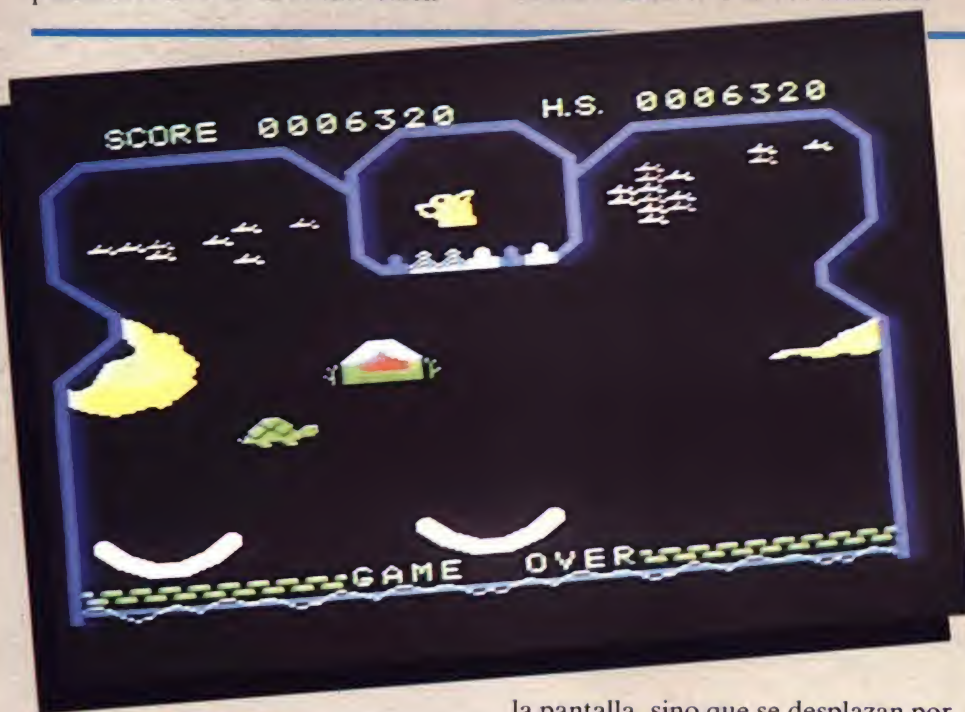 SCORE 0006320 H.S. 0006320
GAME OVER
la pantalla, sino que se desplazan por